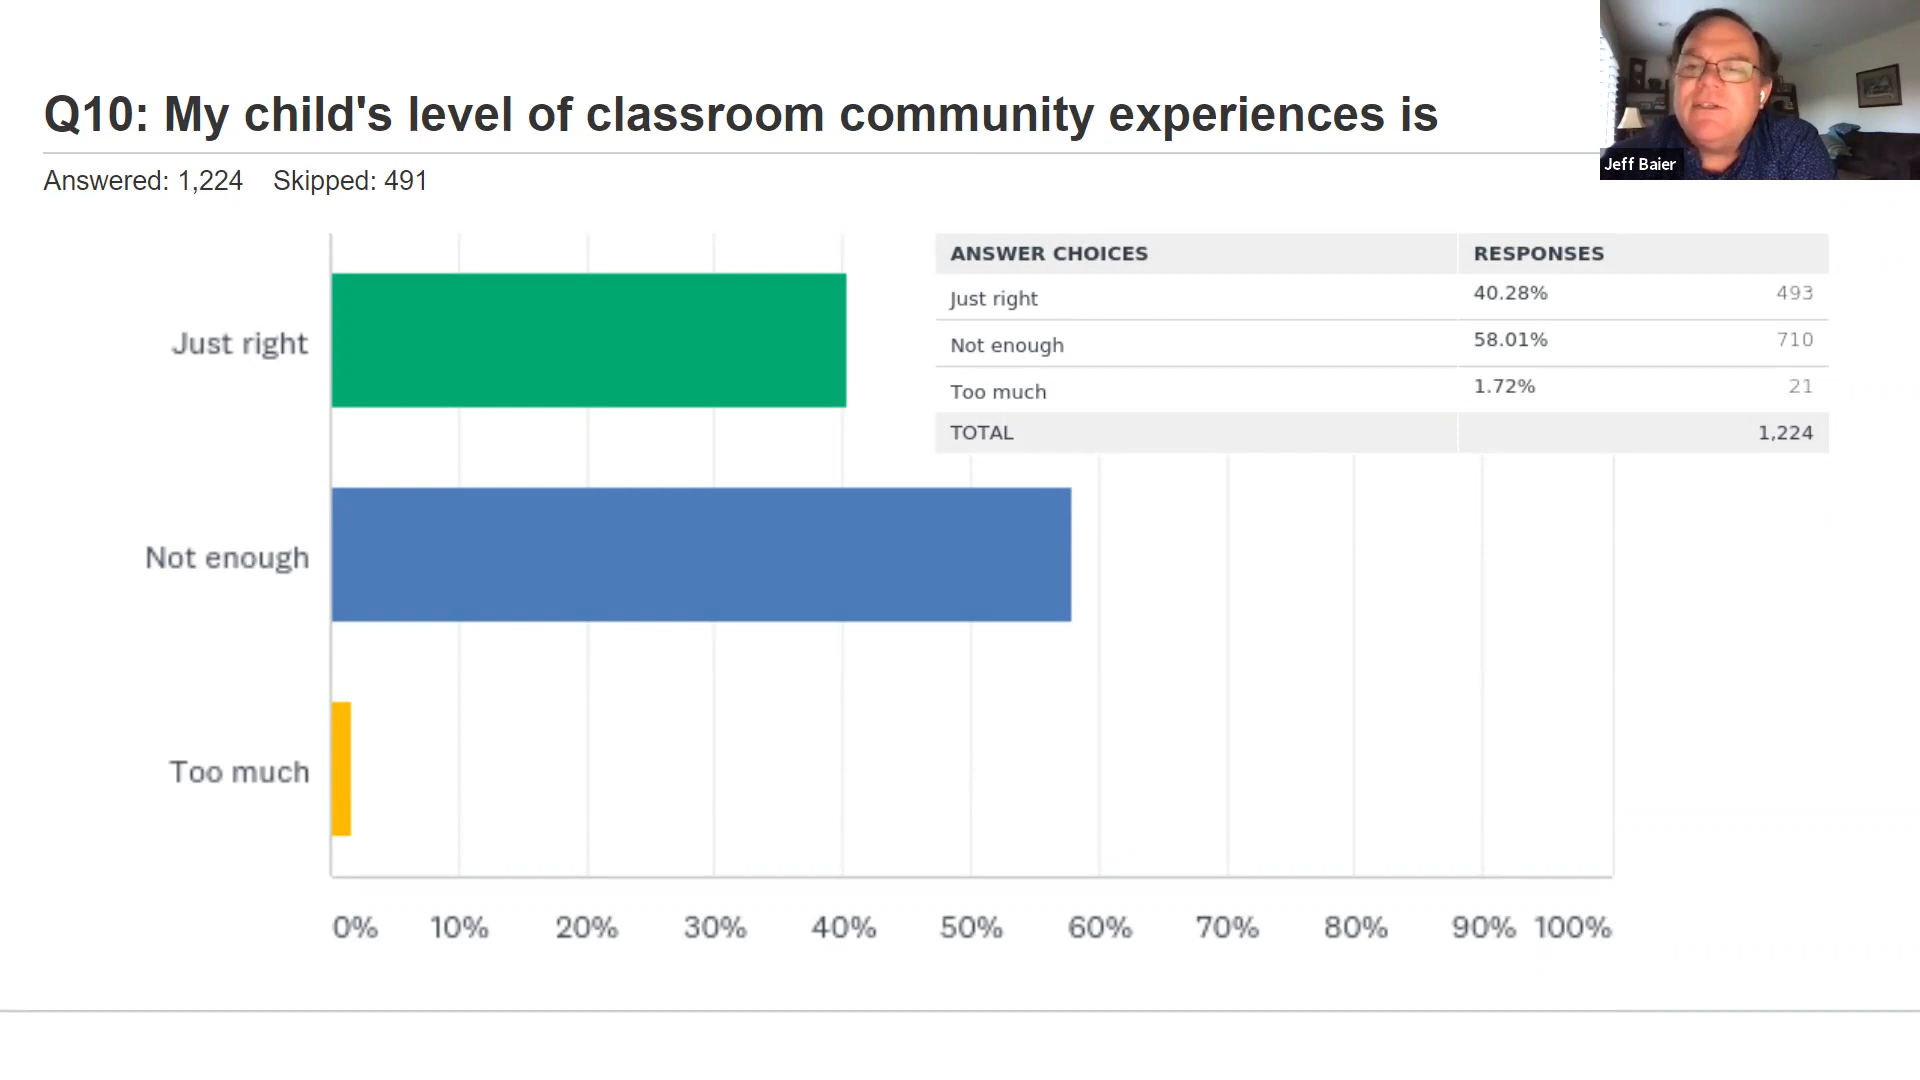 Q10: My child's level of classroom community experiences is
Jeff Baier
Answered: 1,224 Skipped: 491
ANSWER CHOICES RESPONSES
Just right 40.28% 493
Not enough 58.01% 710
Too much 1.72% 21
TOTAL 1,224
Just right
Not enough
Too much
0% 10% 20% 30% 40% 50% 60% 70% 80% 90% 100%